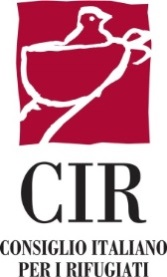 CIR
CONSIGLIO ITALIANO
PER I RIFUGIATI